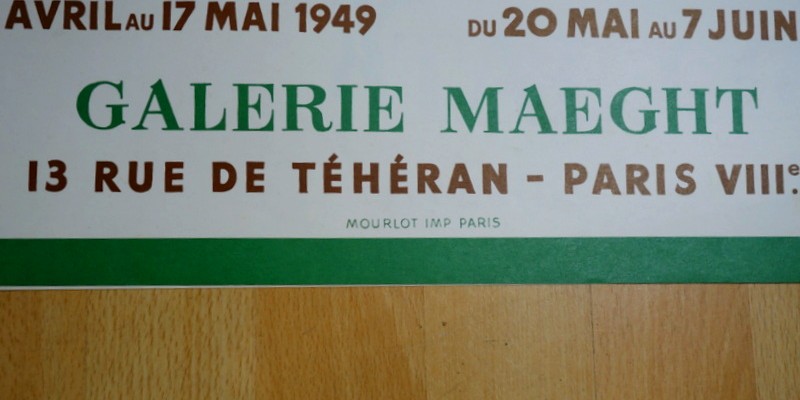 AVRIL AU 17 MAI 1949 DU 20 MAI AU 7 JUIN
GALERIE MAEGHT
13 RUE DE TÉHÉRAN - PARIS VIIIe.
MOURLOT IMP PARIS